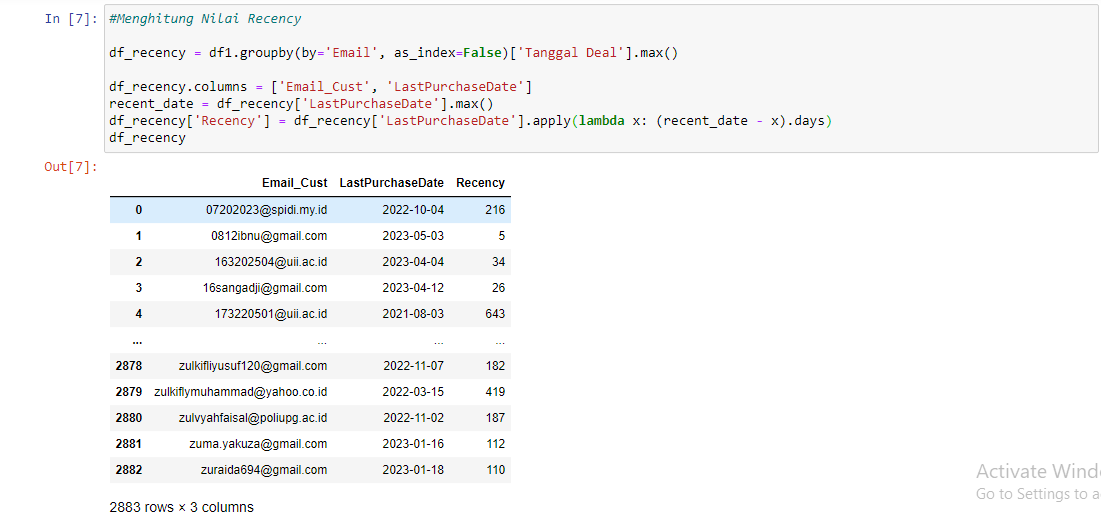 In [7]: #Menghitung Nilai Recency
df_recency = df1.groupby(by='Email', as_index=False)['Tanggal Deal'].max()
df_recency.columns = ['Email_Cust', 'LastPurchaseDate']
recent_date = df_recency['LastPurchaseDate'].max()
df_recency['Recency'] = df_recency['LastPurchaseDate'].apply(lambda x: (recent_date - x).days)
df_recency
Out[7]:
Email_Cust LastPurchaseDate Recency
0 07202023@spidi.my.id 2022-10-04 216
1 0812ibnu@gmail.com 2023-05-03 5
2 163202504@uii.ac.id 2023-04-04 34
3 16sangadji@gmail.com 2023-04-12 26
4 173220501@uii.ac.id 2021-08-03 643
... ... ... ...
2878 zulkifliyusuf120@gmail.com 2022-11-07 182
2879 zulkiflymuhammad@yahoo.co.id 2022-03-15 419
2880 zulvyahfaisal@poliupg.ac.id 2022-11-02 187
2881 zuma.yakuza@gmail.com 2023-01-16 112
2882 zuraida694@gmail.com 2023-01-18 110
2883 rows × 3 columns
Activate Wind
Go to Settings to a